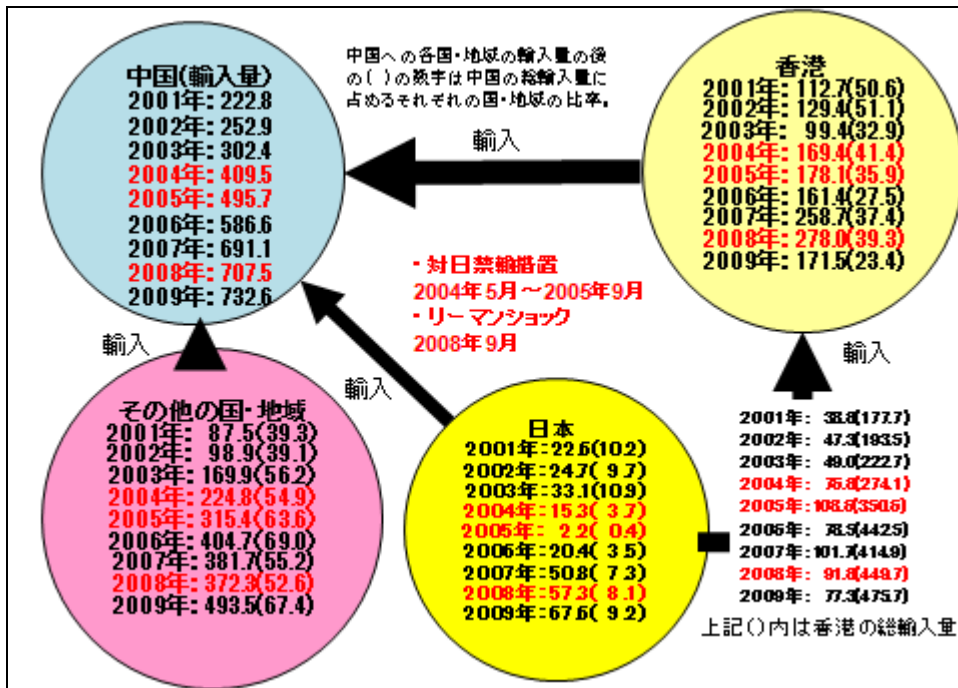 中国(輸入量)
2001年: 222.8
2002年: 252.9
2003年: 302.4
2004年: 409.5
2005年: 495.7
2006年: 586.6
2007年: 691.1
2008年: 707.5
2009年: 732.6
中国への各国・地域の輸入量の後
の( )の数字は中国の総輸入量に
占めるそれぞれの国・地域の比率。
輸入
香港
2001年: 112.7(50.6)
2002年: 129.4(51.1)
2003年: 99.4(32.9)
2004年: 169.4(41.4)
2005年: 178.1(35.9)
2006年: 161.4(27.5)
2007年: 258.7(37.4)
2008年: 278.0(39.3)
2009年: 171.5(23.4)
・対日禁輸措置
2004年5月～2005年9月
・リーマンショック
2008年9月
輸入
輸入
輸入
その他の国・地域
2001年: 87.5(39.3)
2002年: 98.9(39.1)
2003年: 169.9(56.2)
2004年: 224.8(54.9)
2005年: 315.4(63.6)
2006年: 404.7(69.0)
2007年: 381.7(55.2)
2008年: 372.3(52.6)
2009年: 493.5(67.4)
日本
2001年:22.6(10.2)
2002年:24.7( 9.7)
2003年:33.1(10.9)
2004年:15.3( 3.7)
2005年: 2.2( 0.4)
2006年:20.4( 3.5)
2007年:50.8( 7.3)
2008年:57.3( 8.1)
2009年:67.6( 9.2)
2001年: 38.8(177.7)
2002年: 47.3(193.5)
2003年: 49.0(222.7)
2004年: 75.8(274.1)
2005年:108.8(350.6)
2006年: 78.5(442.5)
2007年:101.7(414.9)
2008年: 91.8(449.7)
2009年: 77.3(475.7)
上記()内は香港の総輸入量